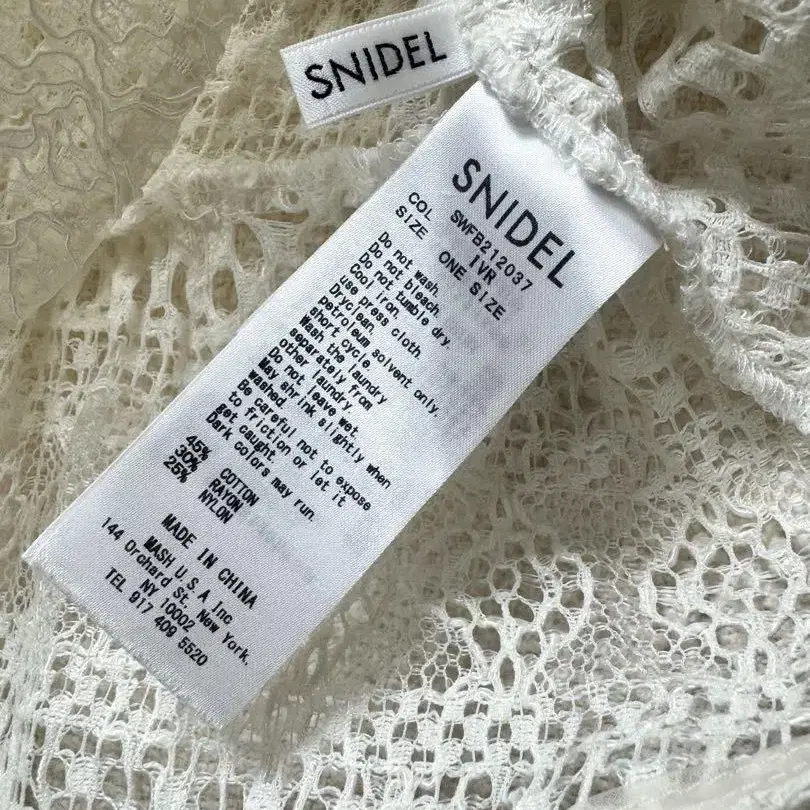 SNIDEL
SNIDEL
SWFB212037
COL IVR
SIZE ONE SIZE
Do not wash.
Do not bleach.
Do not tumble dry.
Cool iron.
use press cloth.
Dryclean.
petroleum solvent only.
short cycle
Wash the laundry
separately from
other laundry.
Do not leave wet.
May shrink slightly when
washed.
Be careful not to expose
to friction or let it
get caught.
Dark colors may run.
45% COTTON
30% RAYON
25% NYLON
MADE IN CHINA
MASH U.S.A Inc
144 Orchard St, New York.
NY 10002
TEL 917 409 5520